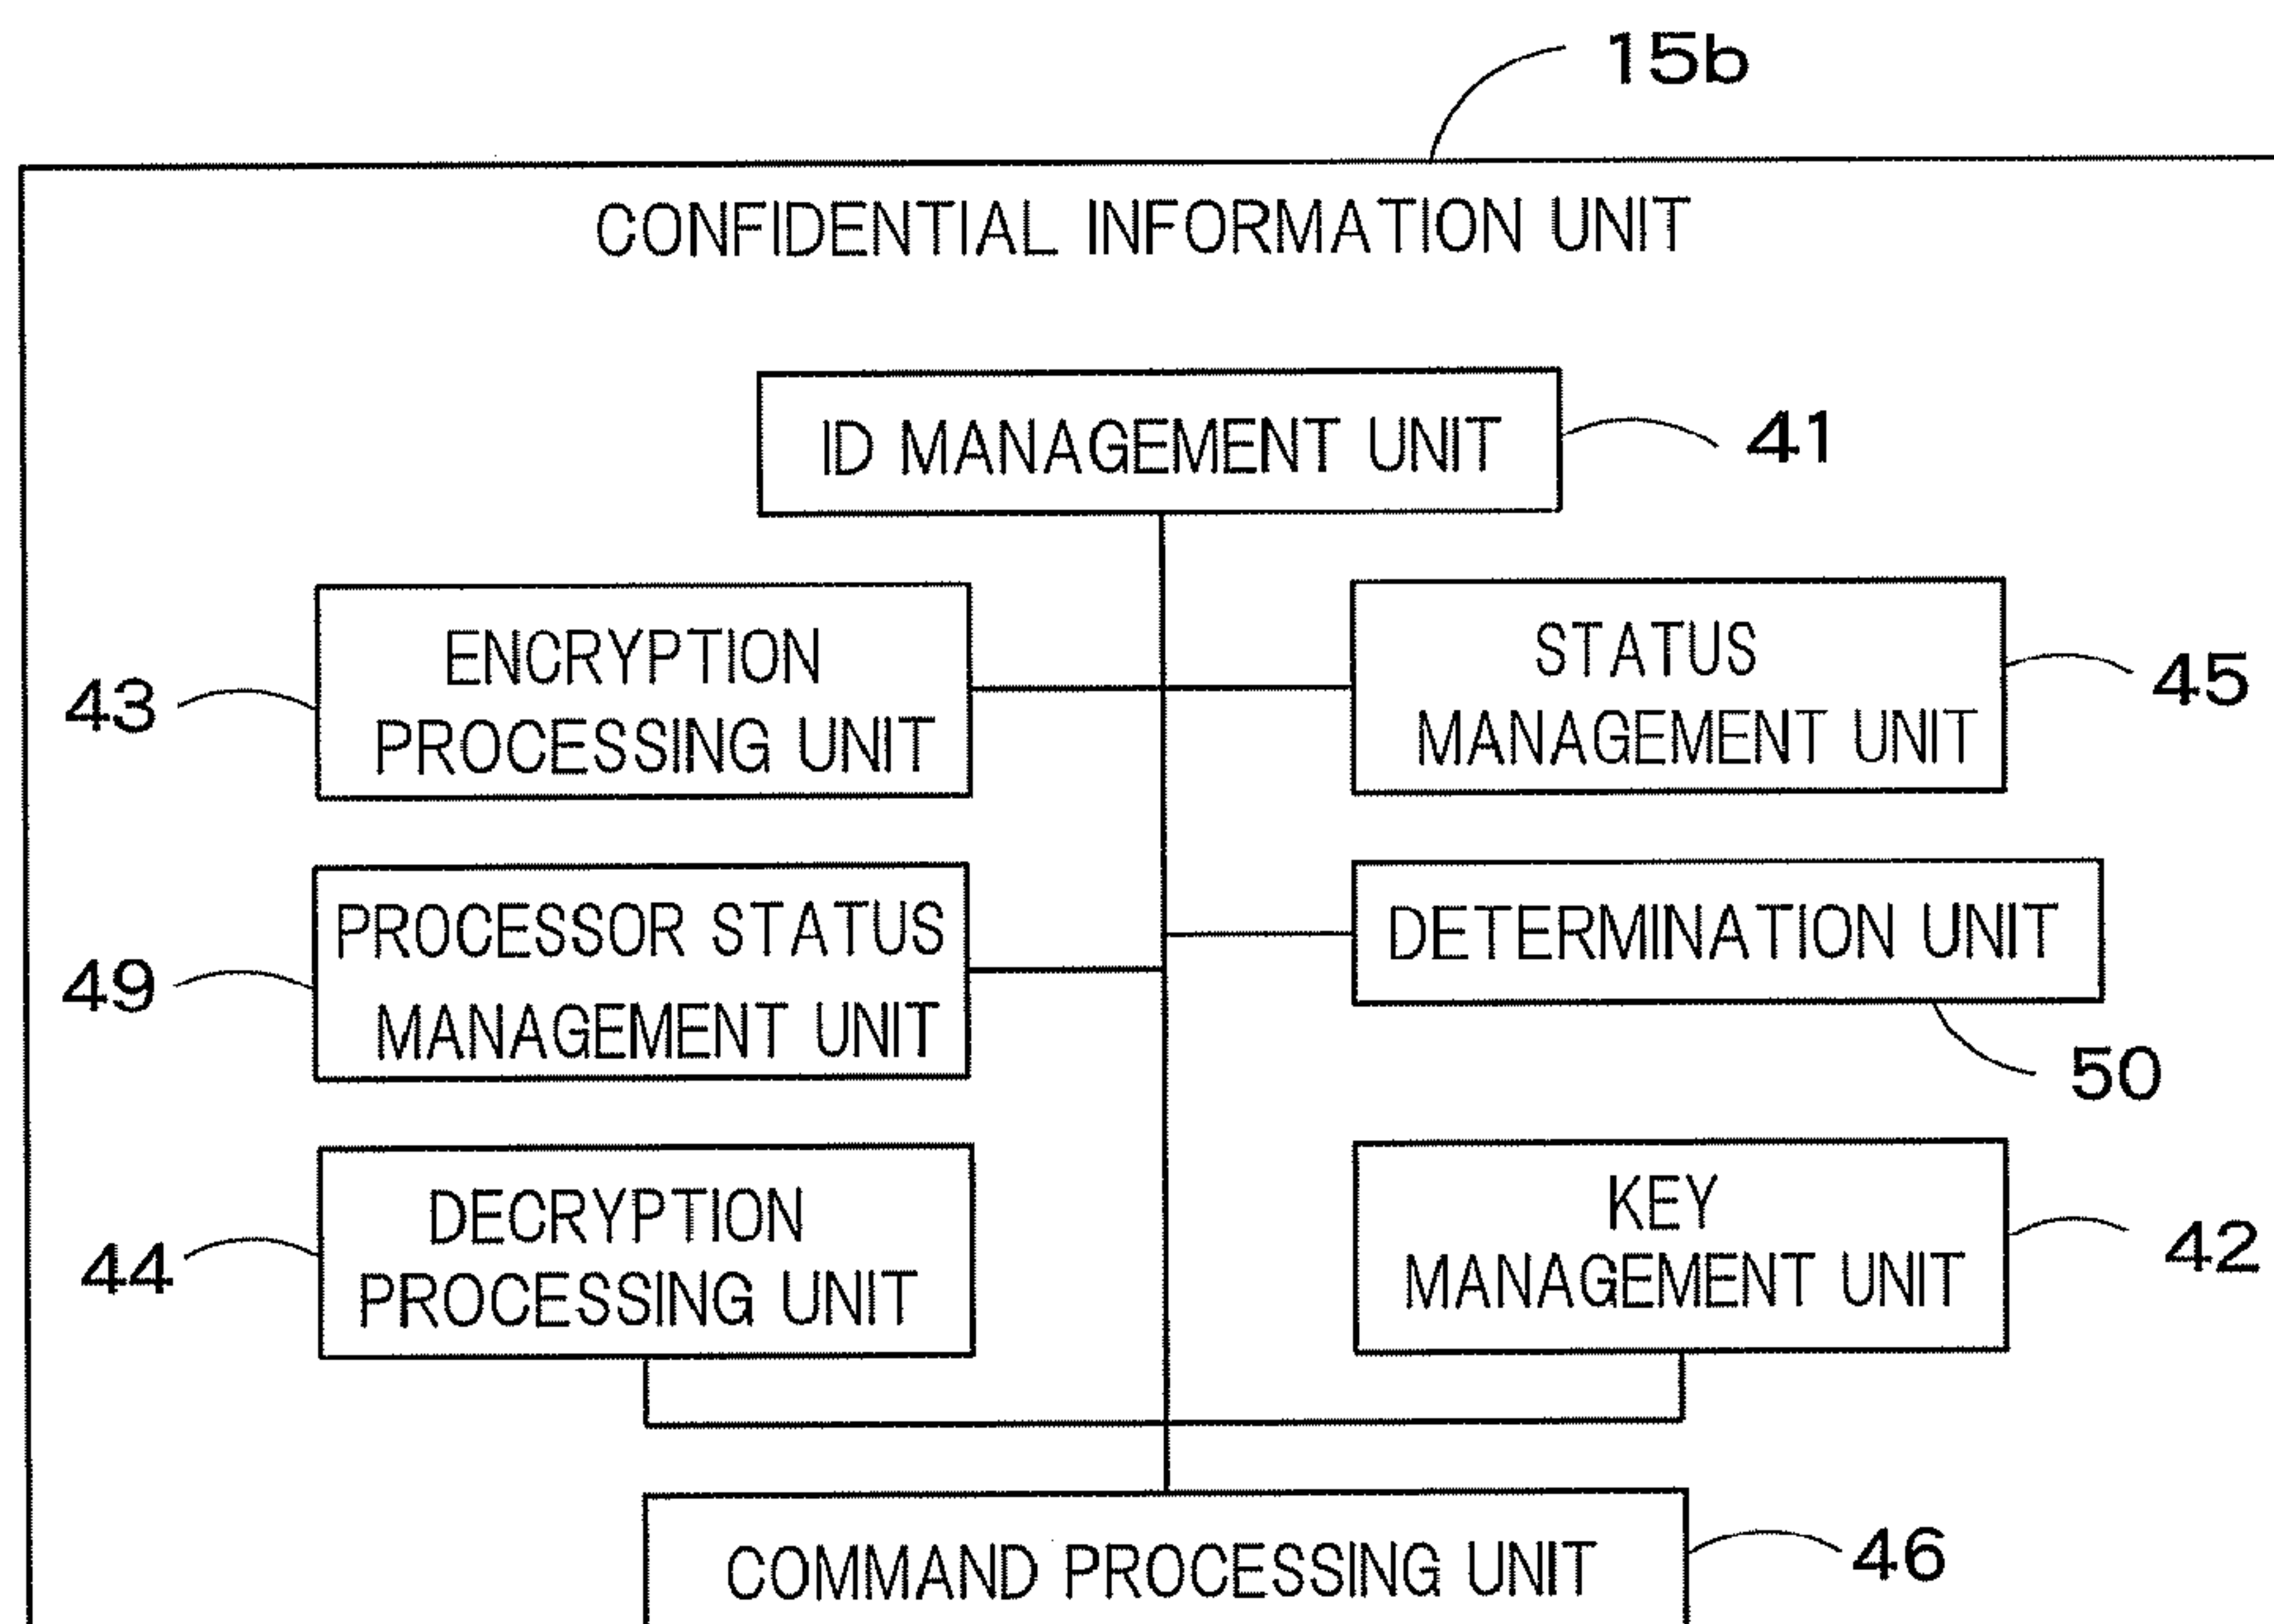 15b
CONFIDENTIAL INFORMATION UNIT
ID MANAGEMENT UNIT
41
ENCRYPTION
PROCESSING UNIT
43
STATUS
MANAGEMENT UNIT
45
PROCESSOR STATUS
MANAGEMENT UNIT
49
DETERMINATION UNIT
50
DECRYPTION
PROCESSING UNIT
44
KEY
MANAGEMENT UNIT
42
COMMAND PROCESSING UNIT
46